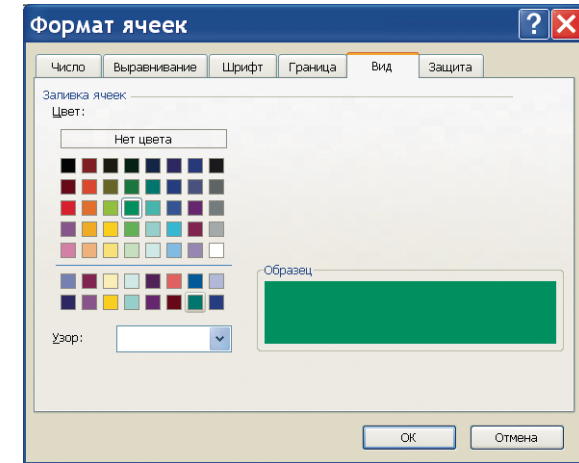 Формат ячеек
Число Выравнивание Шрифт Граница Вид Защита
Заливка ячеек
Цвет:
Нет цвета
Образец
Узор:
ОК Отмена